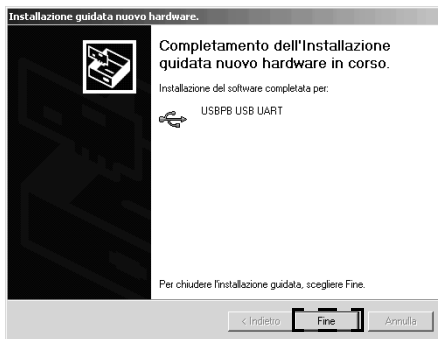 Installazione guidata nuovo hardware.
Completamento dell'Installazione
guidata nuovo hardware in corso.
Installazione del software completata per:
USBPB USB UART
Per chiudere l'installazione guidata, scegliere Fine.
< Indietro
Fine
Annulla